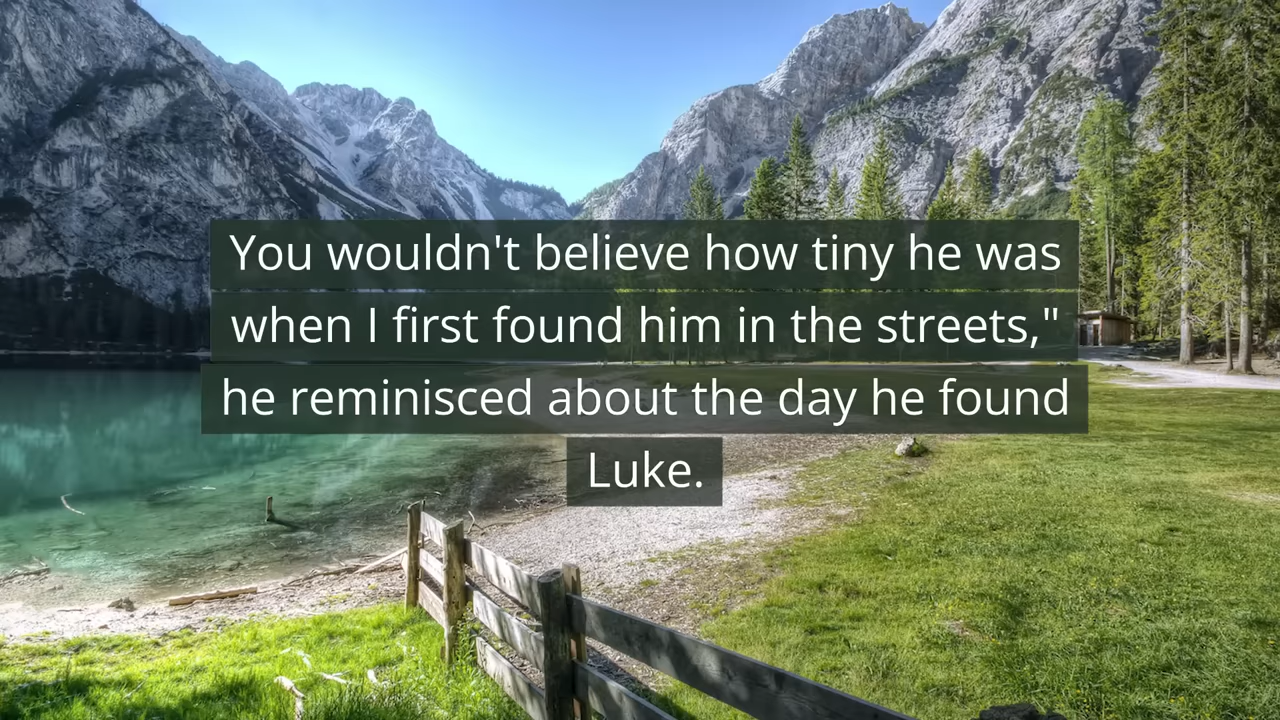 You wouldn't believe how tiny he was
when I first found him in the streets,"
he reminisced about the day he found
Luke.